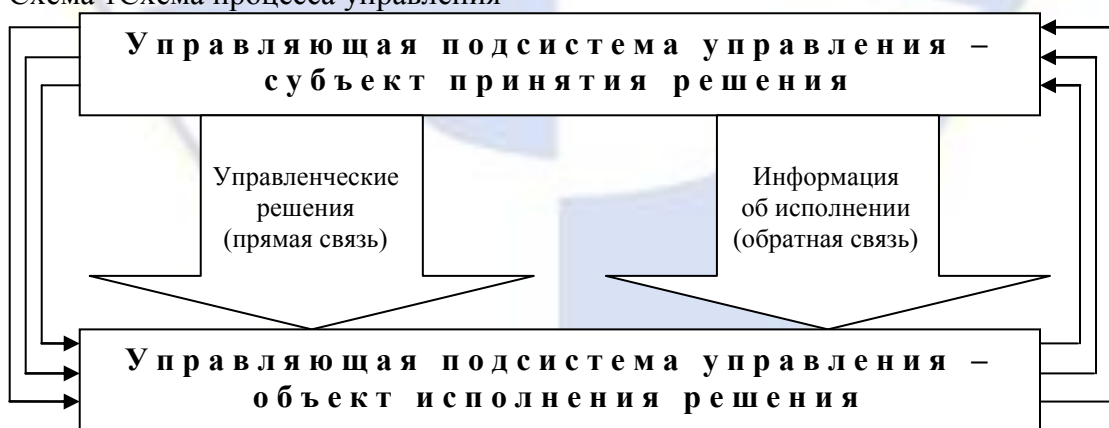 Схема 1Схема процесса управления
Управляющая подсистема управления –
субъект принятия решения
Управленческие
решения
(прямая связь)
Информация
об исполнении
(обратная связь)
Управляющая подсистема управления –
объект исполнения решения